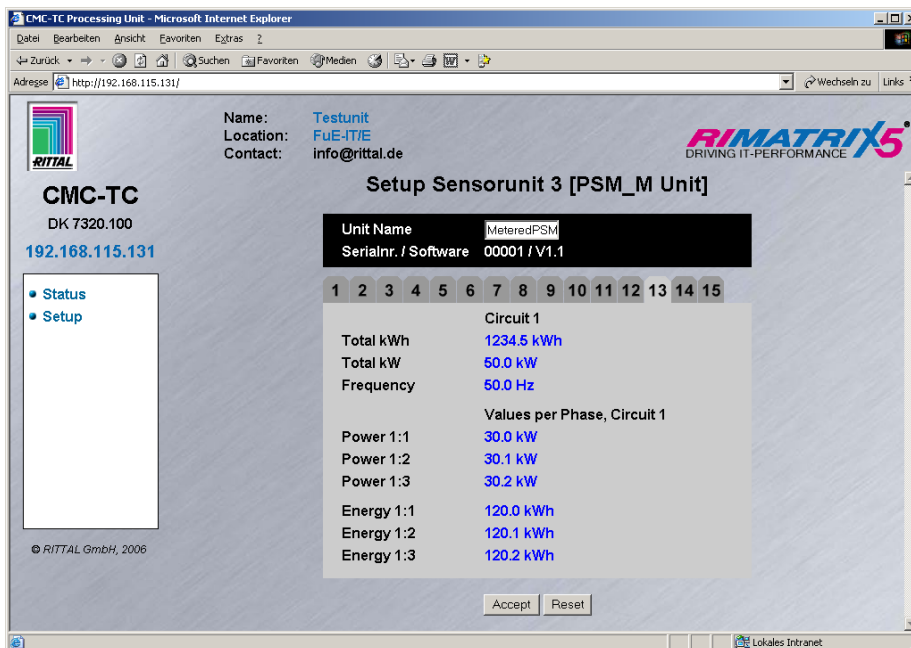 CMC-TC Processing Unit - Microsoft Internet Explorer
Datei Bearbeiten Ansicht Favoriten Extras ?
Zurück Suchen Favoriten Medien
Adresse http://192.168.115.131/ Wechseln zu Links
RITTAL
Name: Testunit
Location: FuE-IT/E
Contact: info@rittal.de
RIMATRIX5
DRIVING IT-PERFORMANCE
CMC-TC
DK 7320.100
192.168.115.131
Status
Setup
© RITTAL GmbH, 2006
Setup Sensorunit 3 [PSM_M Unit]
Unit Name MeteredPSM
Serialnr. / Software 00001 / V1.1
1 2 3 4 5 6 7 8 9 10 11 12 13 14 15
Circuit 1
Total kWh 1234.5 kWh
Total kW 50.0 kW
Frequency 50.0 Hz
Values per Phase, Circuit 1
Power 1:1 30.0 kW
Power 1:2 30.1 kW
Power 1:3 30.2 kW
Energy 1:1 120.0 kWh
Energy 1:2 120.1 kWh
Energy 1:3 120.2 kWh
Accept Reset
Lokales Intranet